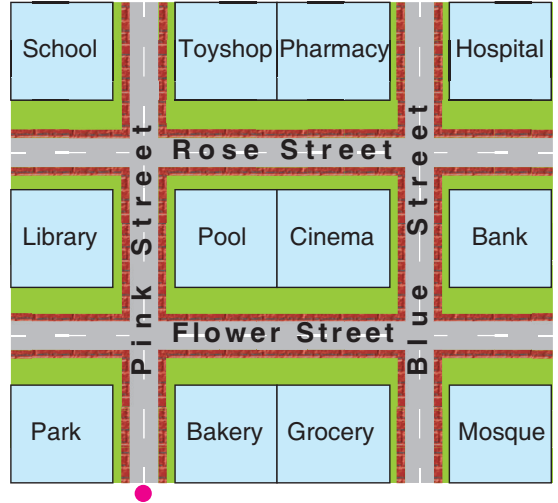 School
Toyshop
Pharmacy
Hospital
Rose Street
Pink Street
Blue Street
Library
Pool
Cinema
Bank
Flower Street
Park
Bakery
Grocery
Mosque